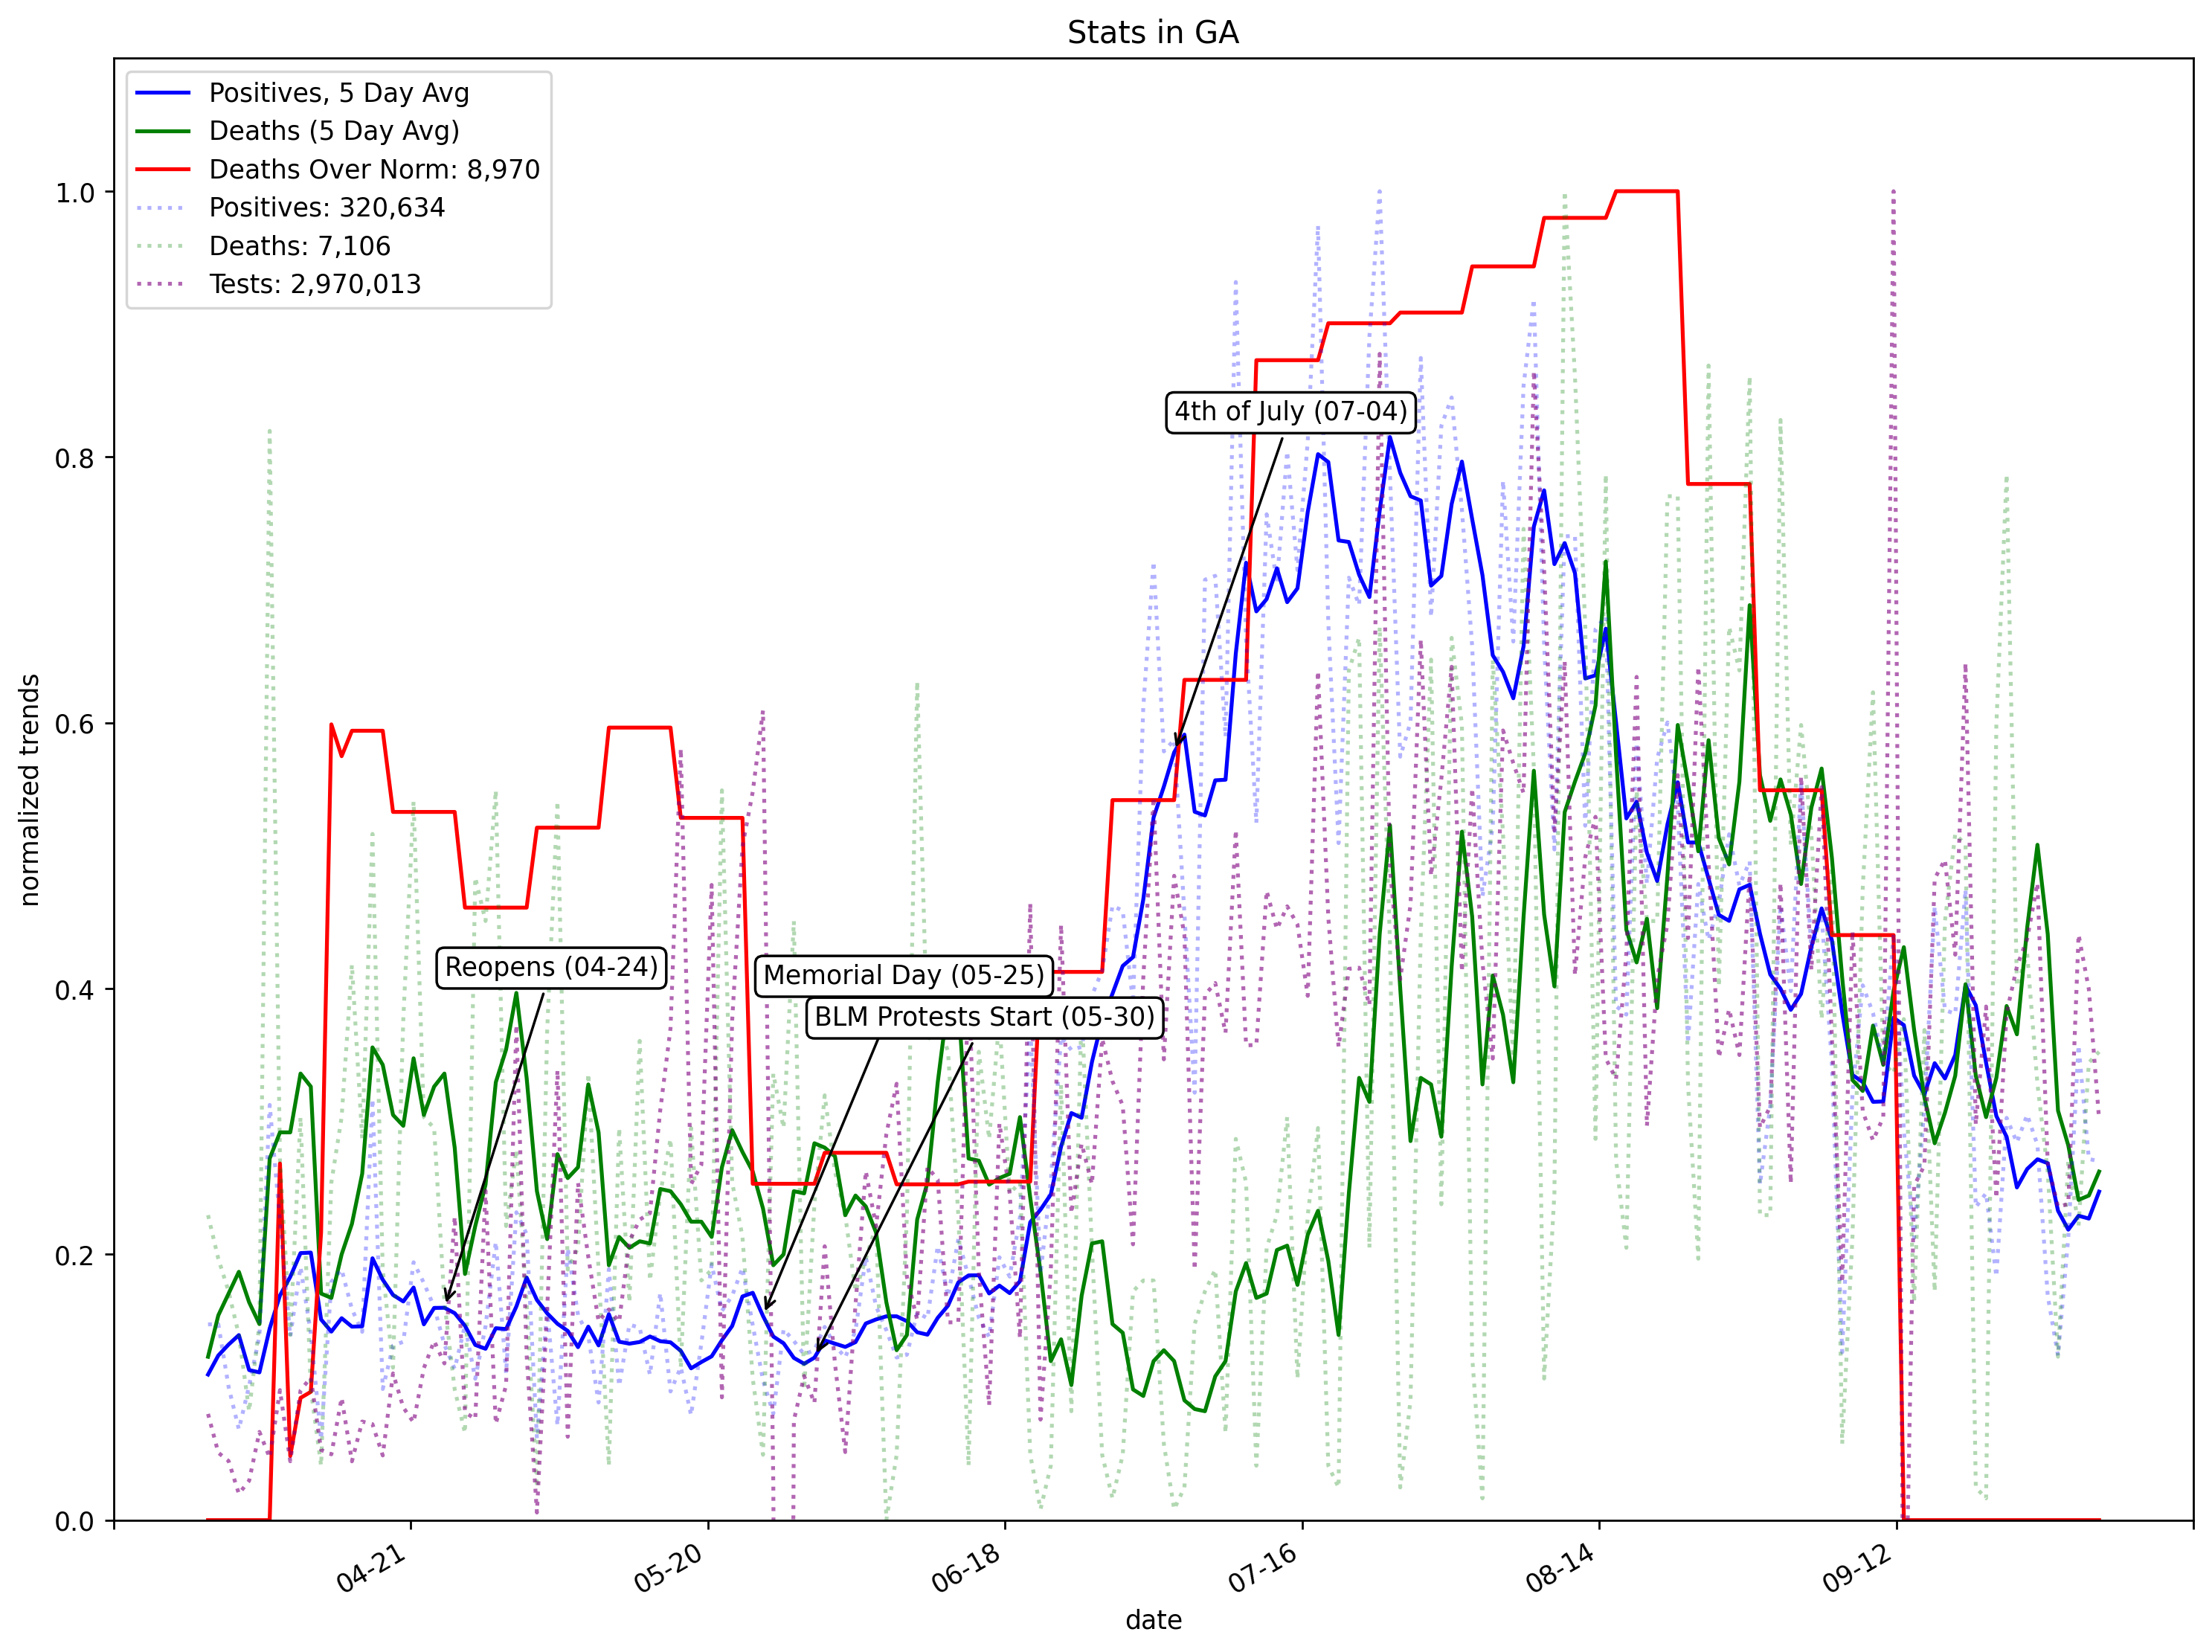 Stats in GA
Positives, 5 Day Avg
Deaths (5 Day Avg)
Deaths Over Norm: 8,970
Positives: 320,634
Deaths: 7,106
Tests: 2,970,013
1.0
0.8
0.6
0.4
0.2
0.0
normalized trends
4th of July (07-04)
Reopens (04-24)
Memorial Day (05-25)
BLM Protests Start (05-30)
04-21
05-20
06-18
07-16
08-14
09-12
date